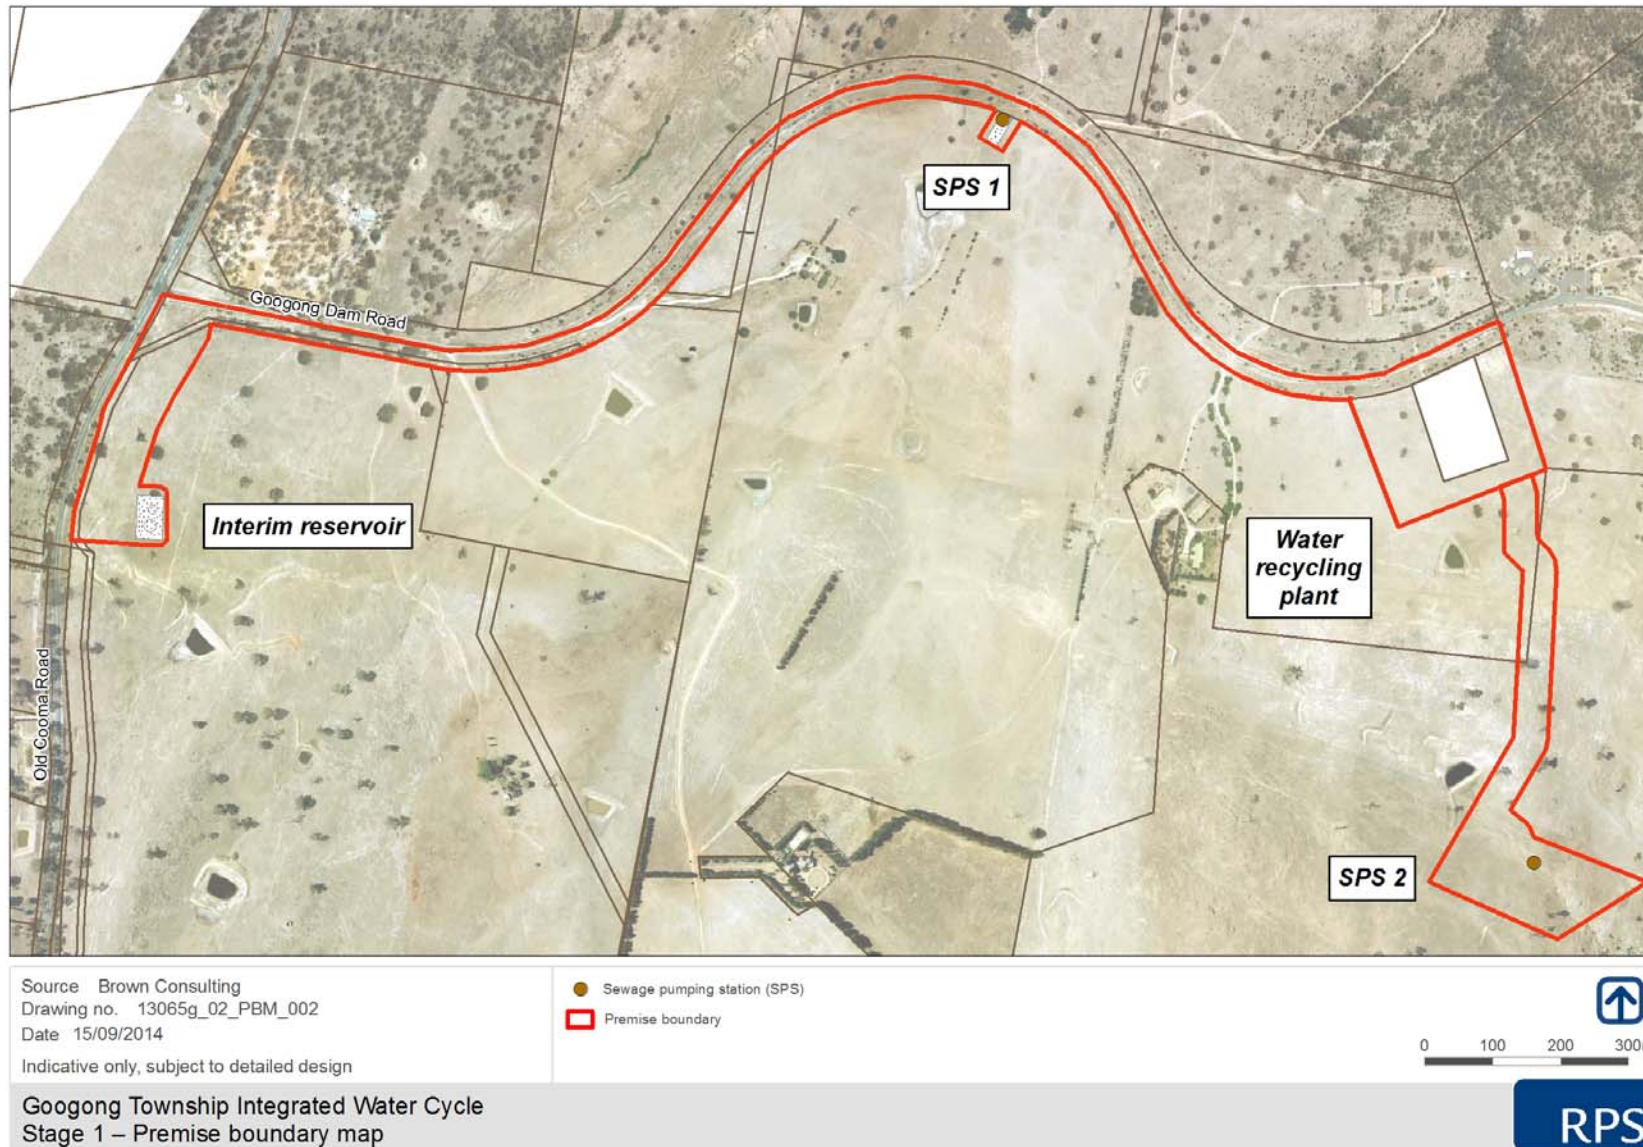 SPS 1
Googong Dam Road
Interim reservoir
Water
recycling
plant
Old Cooma Road
SPS 2
Source Brown Consulting
Drawing no. 13065g_02_PBM_002
Date 15/09/2014
Indicative only, subject to detailed design
Sewage pumping station (SPS)
Premise boundary
0 100 200 300
Googong Township Integrated Water Cycle
Stage 1 – Premise boundary map
RPS